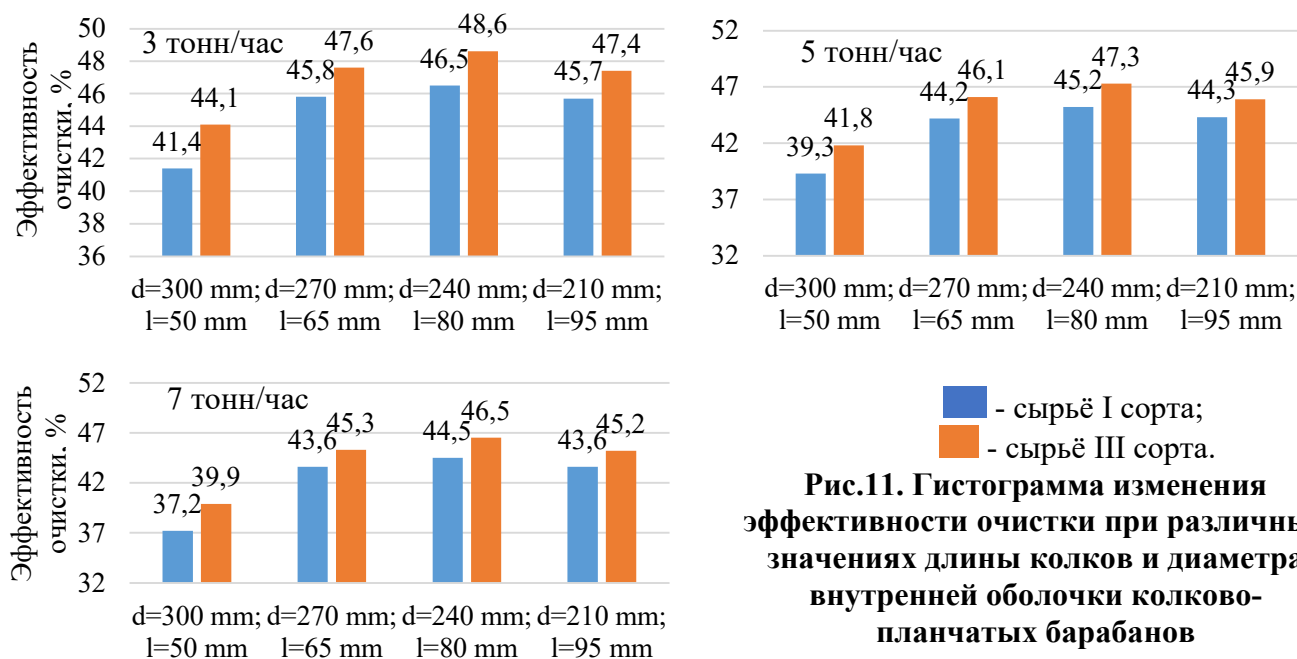 Эффективность
очистки. %
50
48
46
44
42
40
38
36
3 тонн/час
41,4
44,1
45,8
47,6
46,5
48,6
45,7
47,4
d=300 mm; d=270 mm; d=240 mm; d=210 mm;
l=50 mm l=65 mm l=80 mm l=95 mm
52
47
42
37
32
5 тонн/час
39,3
41,8
44,2
46,1
45,2
47,3
44,3
45,9
d=300 mm; d=270 mm; d=240 mm; d=210 mm;
l=50 mm l=65 mm l=80 mm l=95 mm
Эффективность
очистки. %
52
47
42
37
32
7 тонн/час
37,2
39,9
43,6
45,3
44,5
46,5
43,6
45,2
d=300 mm; d=270 mm; d=240 mm; d=210 mm;
l=50 mm l=65 mm l=80 mm l=95 mm
- сырьё I сорта;
- сырьё III сорта.
Рис.11. Гистограмма изменения
эффективности очистки при различны
значениях длины колков и диаметра
внутренней оболочки колково-
планчатых барабанов